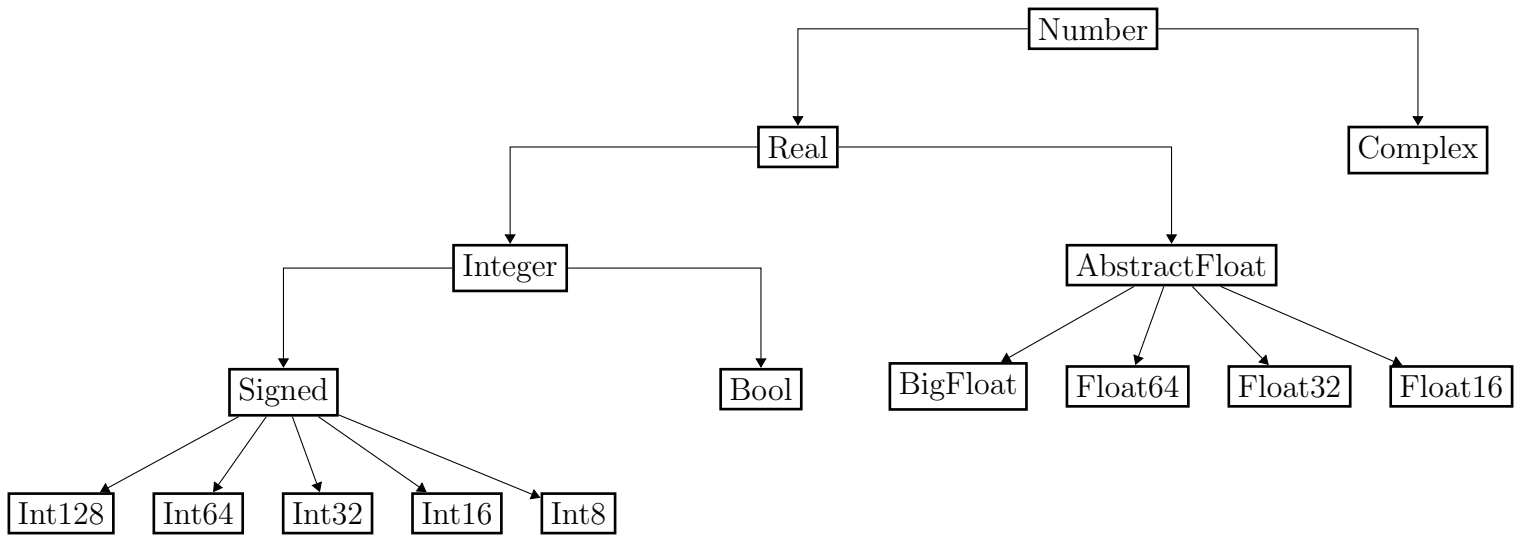 Number
Real
Complex
Integer
AbstractFloat
Signed
Bool
BigFloat
Float64
Float32
Float16
Int128
Int64
Int32
Int16
Int8